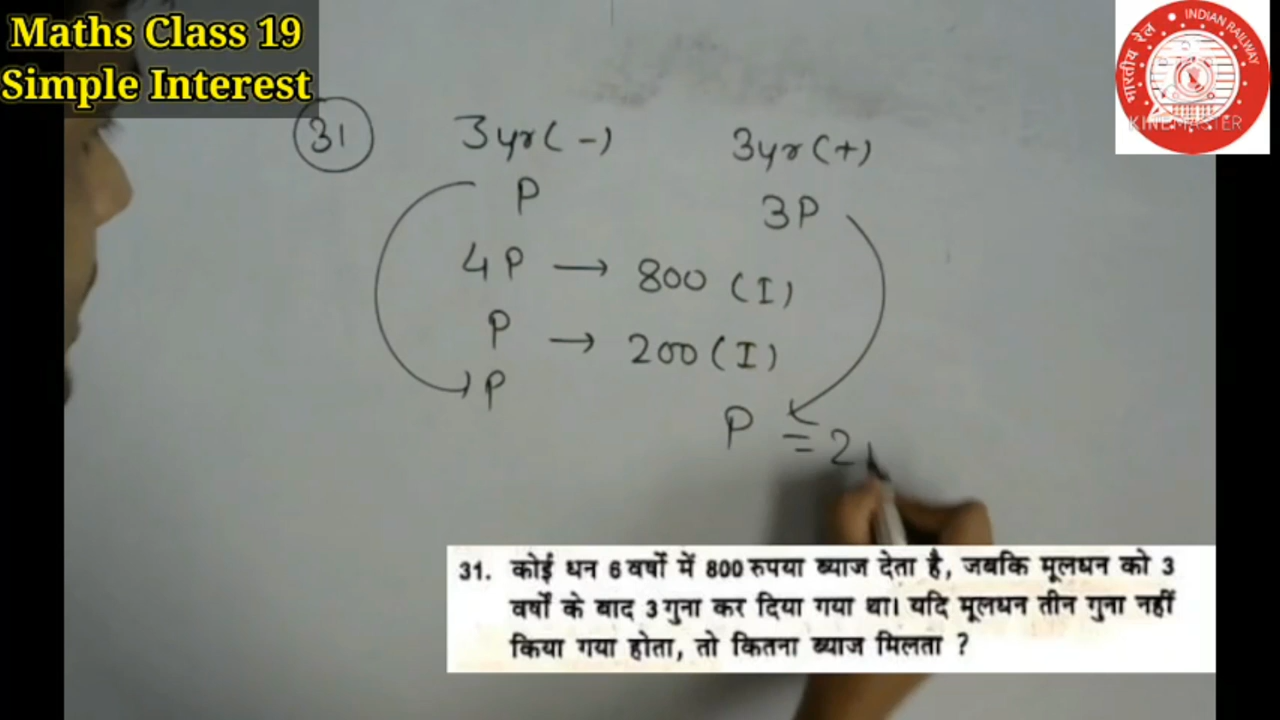 Maths Class 19
Simple Interest
भारतीय रेल
INDIAN RAILWAY
KINEMASTER
31
3yr(-) 3yr(+)
P 3P
4P → 800 (I)
P → 200 (I)
P
P = 2
31. कोई धन 6 वर्षों में 800 रुपया ब्याज देता है, जबकि मूलधन को 3
वर्षों के बाद 3 गुना कर दिया गया था। यदि मूलधन तीन गुना नहीं
किया गया होता, तो कितना ब्याज मिलता ?